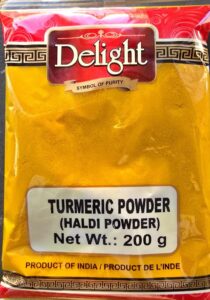 Delight
SYMBOL OF PURITY
TURMERIC POWDER
(HALDI POWDER)
Net Wt.: 200 g
PRODUCT OF INDIA / PRODUCT DE L'INDE